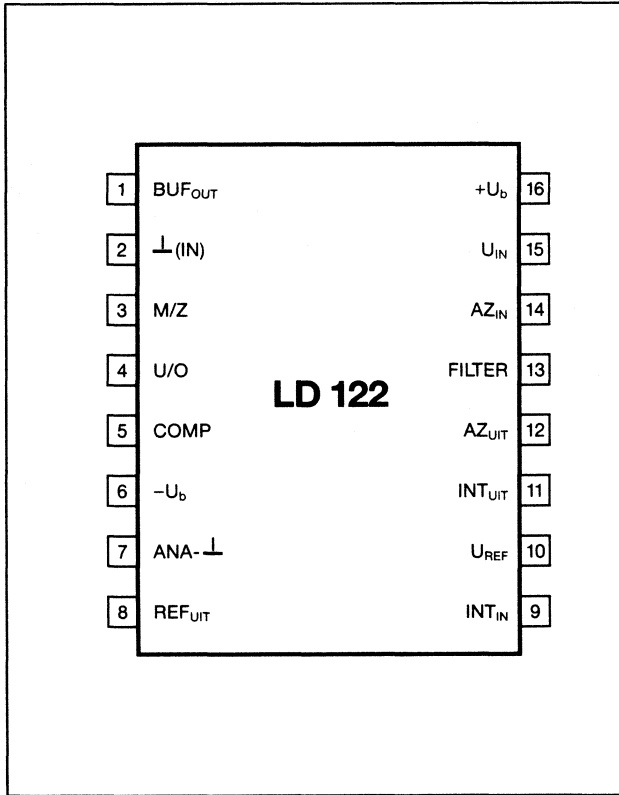 1 BUFOUT
2 ⊥(IN)
3 M/Z
4 U/O
5 COMP
6 −Ub
7 ANA-⊥
8 REFUIT
LD 122
+Ub 16
UIN 15
AZIN 14
FILTER 13
AZUIT 12
INTUIT 11
UREF 10
INTIN 9